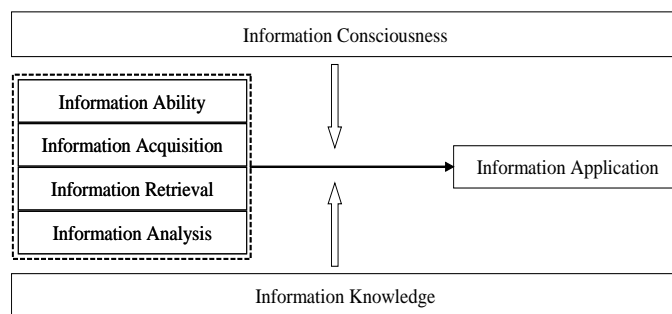 Information Consciousness
Information Ability
Information Acquisition
Information Retrieval
Information Analysis
Information Application
Information Knowledge